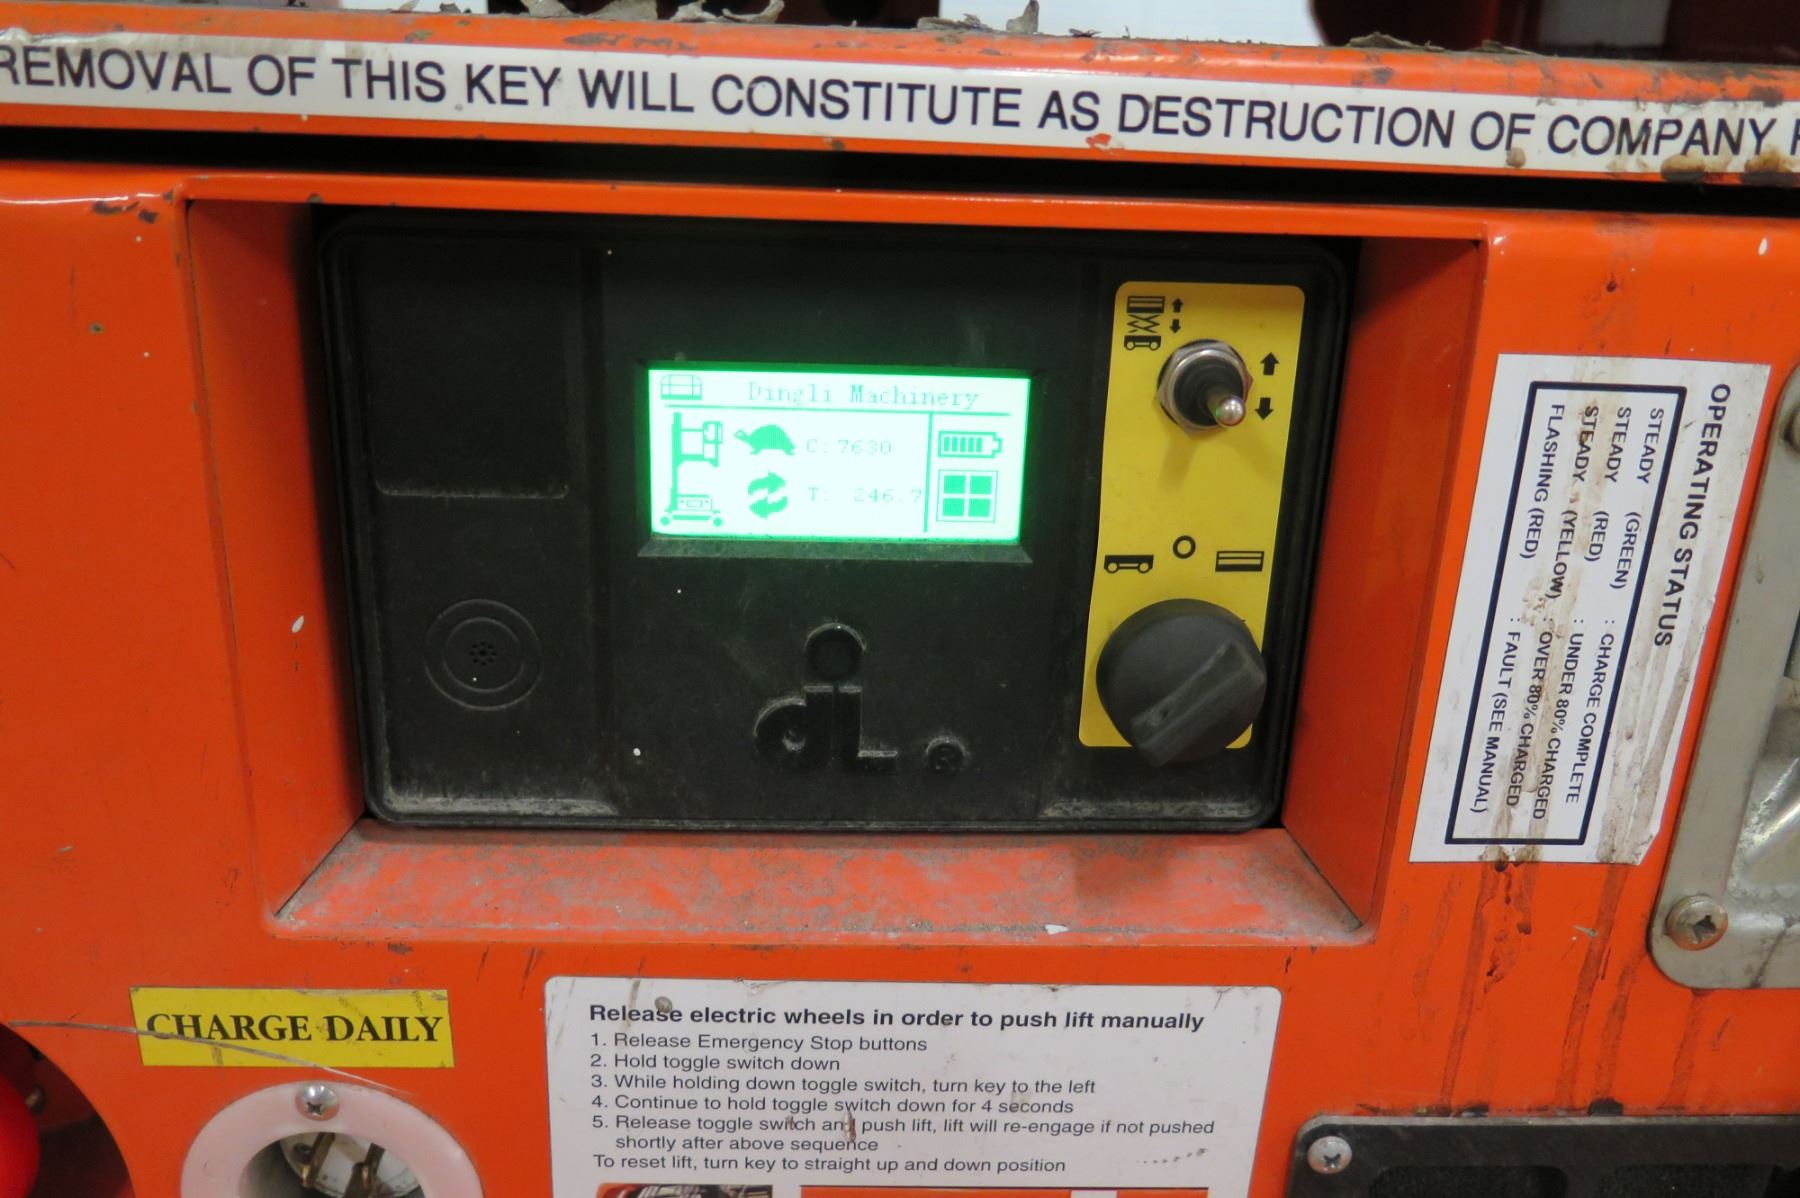 REMOVAL OF THIS KEY WILL CONSTITUTE AS DESTRUCTION OF COMPANY
Dingli Machinery
C: 7630
T: 246.7
diL ®
OPERATING STATUS
STEADY (GREEN) : CHARGE COMPLETE
STEADY (RED) : UNDER 80% CHARGED
STEADY (YELLOW) : OVER 80% CHARGED
FLASHING (RED) : FAULT (SEE MANUAL)
CHARGE DAILY
Release electric wheels in order to push lift manually
1. Release Emergency Stop buttons
2. Hold toggle switch down
3. While holding down toggle switch, turn key to the left
4. Continue to hold toggle switch down for 4 seconds
5. Release toggle switch and push lift, lift will re-engage if not pushed
shortly after above sequence
To reset lift, turn key to straight up and down position